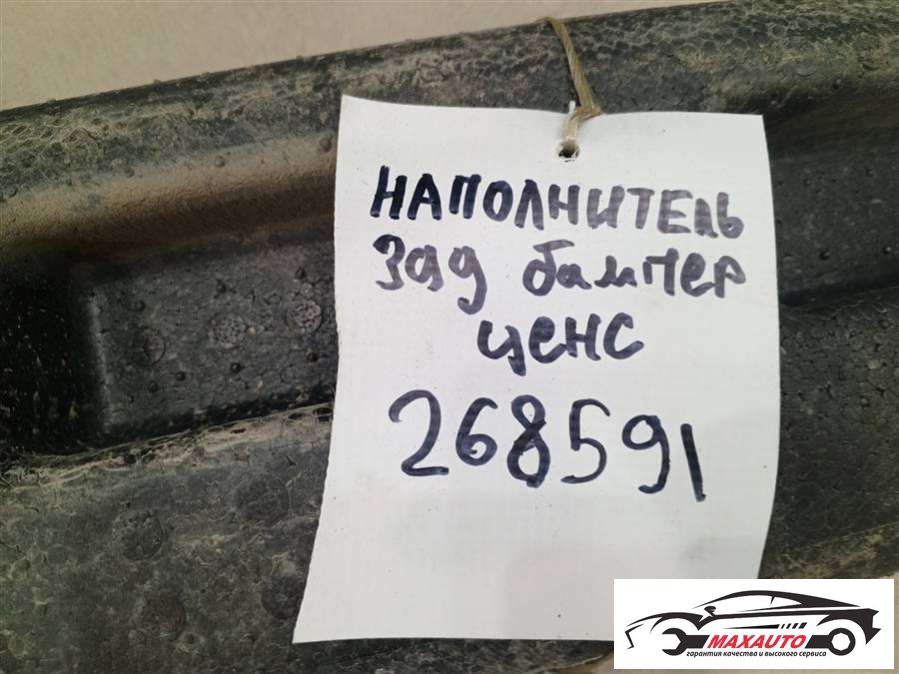 НАПОЛНИТЕЛЬ
зад бампер
ценс
268591
MAXAUTO
гарантия качества и высокого сервиса